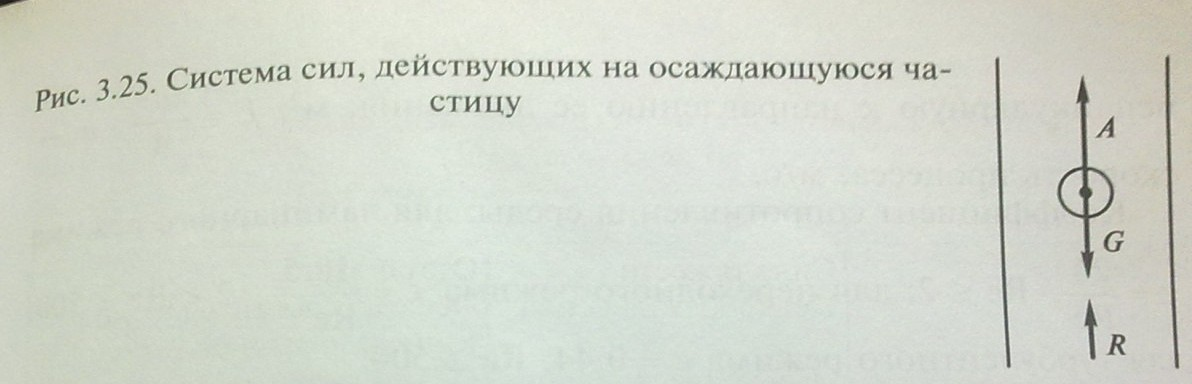 Рис. 3.25. Система сил, действующих на осаждающуюся ча-
стицу
A
G
R